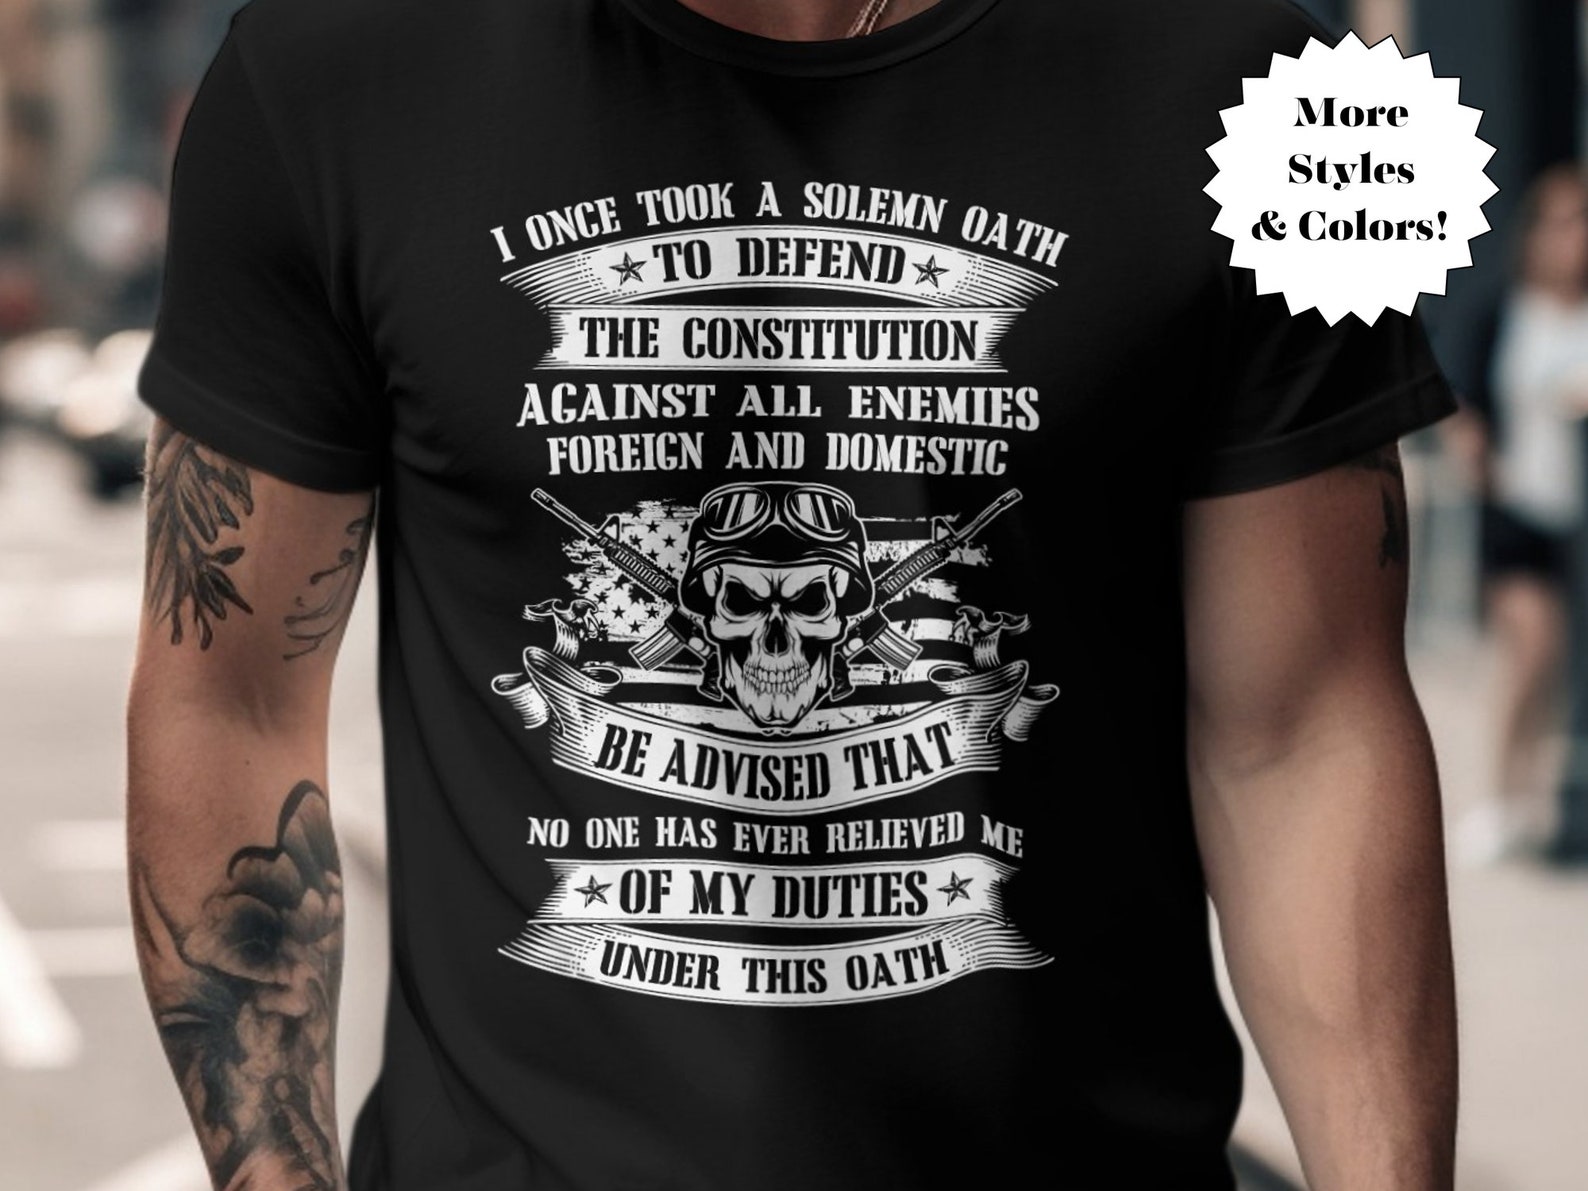 I ONCE TOOK A SOLEMN OATH
TO DEFEND
THE CONSTITUTION
AGAINST ALL ENEMIES
FOREIGN AND DOMESTIC
BE ADVISED THAT
NO ONE HAS EVER RELIEVED ME
OF MY DUTIES
UNDER THIS OATH
More
Styles
& Colors!